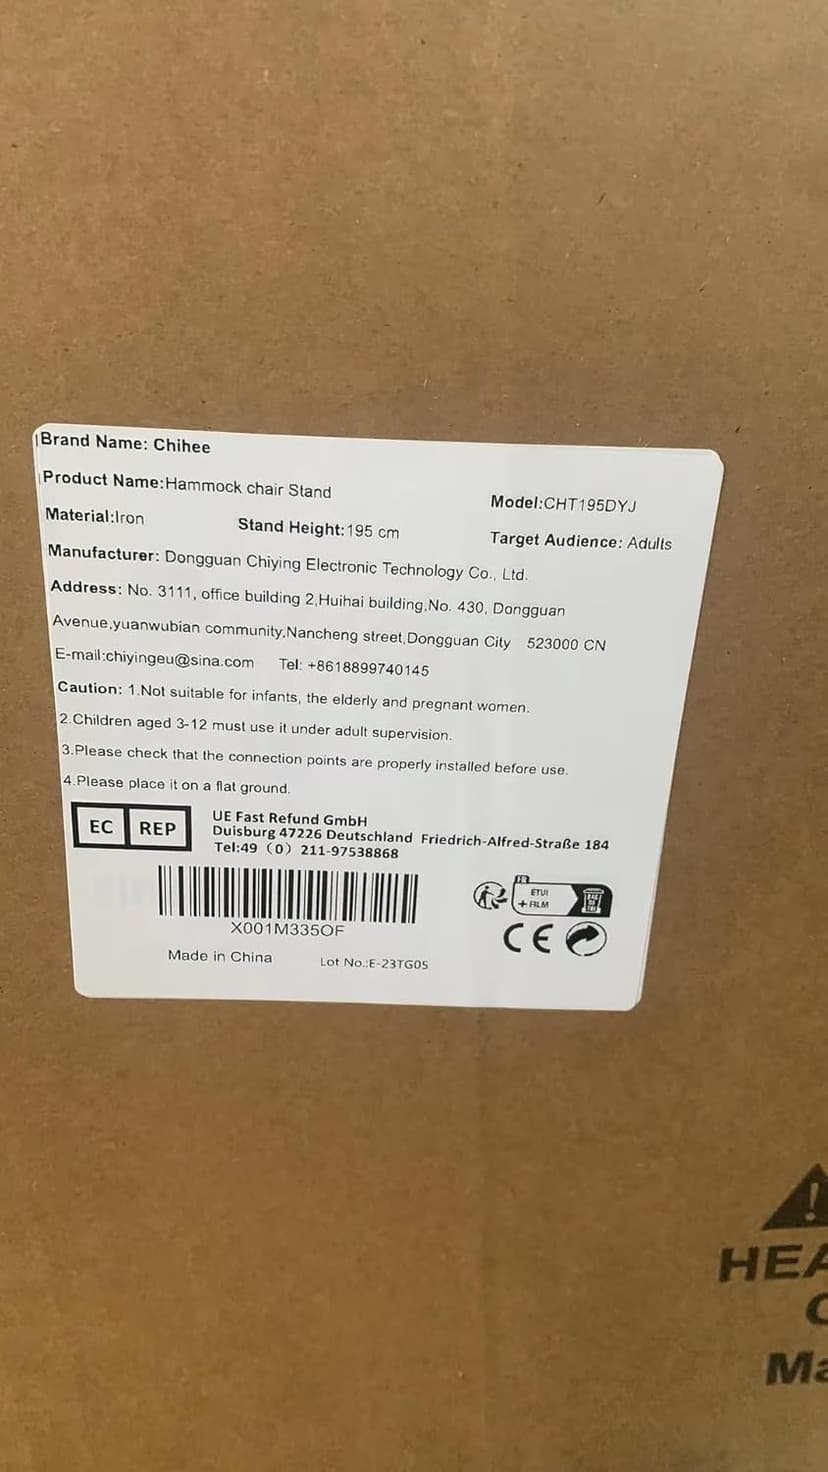 Brand Name: Chihee
Product Name:Hammock chair Stand
Model:CHT195DYJ
Material:Iron
Stand Height:195 cm
Target Audience: Adults
Manufacturer: Dongguan Chiying Electronic Technology Co., Ltd.
Address: No. 3111, office building 2,Huihai building,No. 430, Dongguan
Avenue,yuanwubian community,Nancheng street,Dongguan City 523000 CN
E-mail:chiyingeu@sina.com Tel: +8618899740145
Caution: 1.Not suitable for infants, the elderly and pregnant women.
2.Children aged 3-12 must use it under adult supervision.
3.Please check that the connection points are properly installed before use.
4.Please place it on a flat ground.
EC REP
UE Fast Refund GmbH
Duisburg 47226 Deutschland Friedrich-Alfred-Straße 184
Tel:49（0）211-97538868
FR
ÉTUI
+ FILM
X001M335OF
CE
Made in China
Lot No.:E-23TG05
HEA
Ma